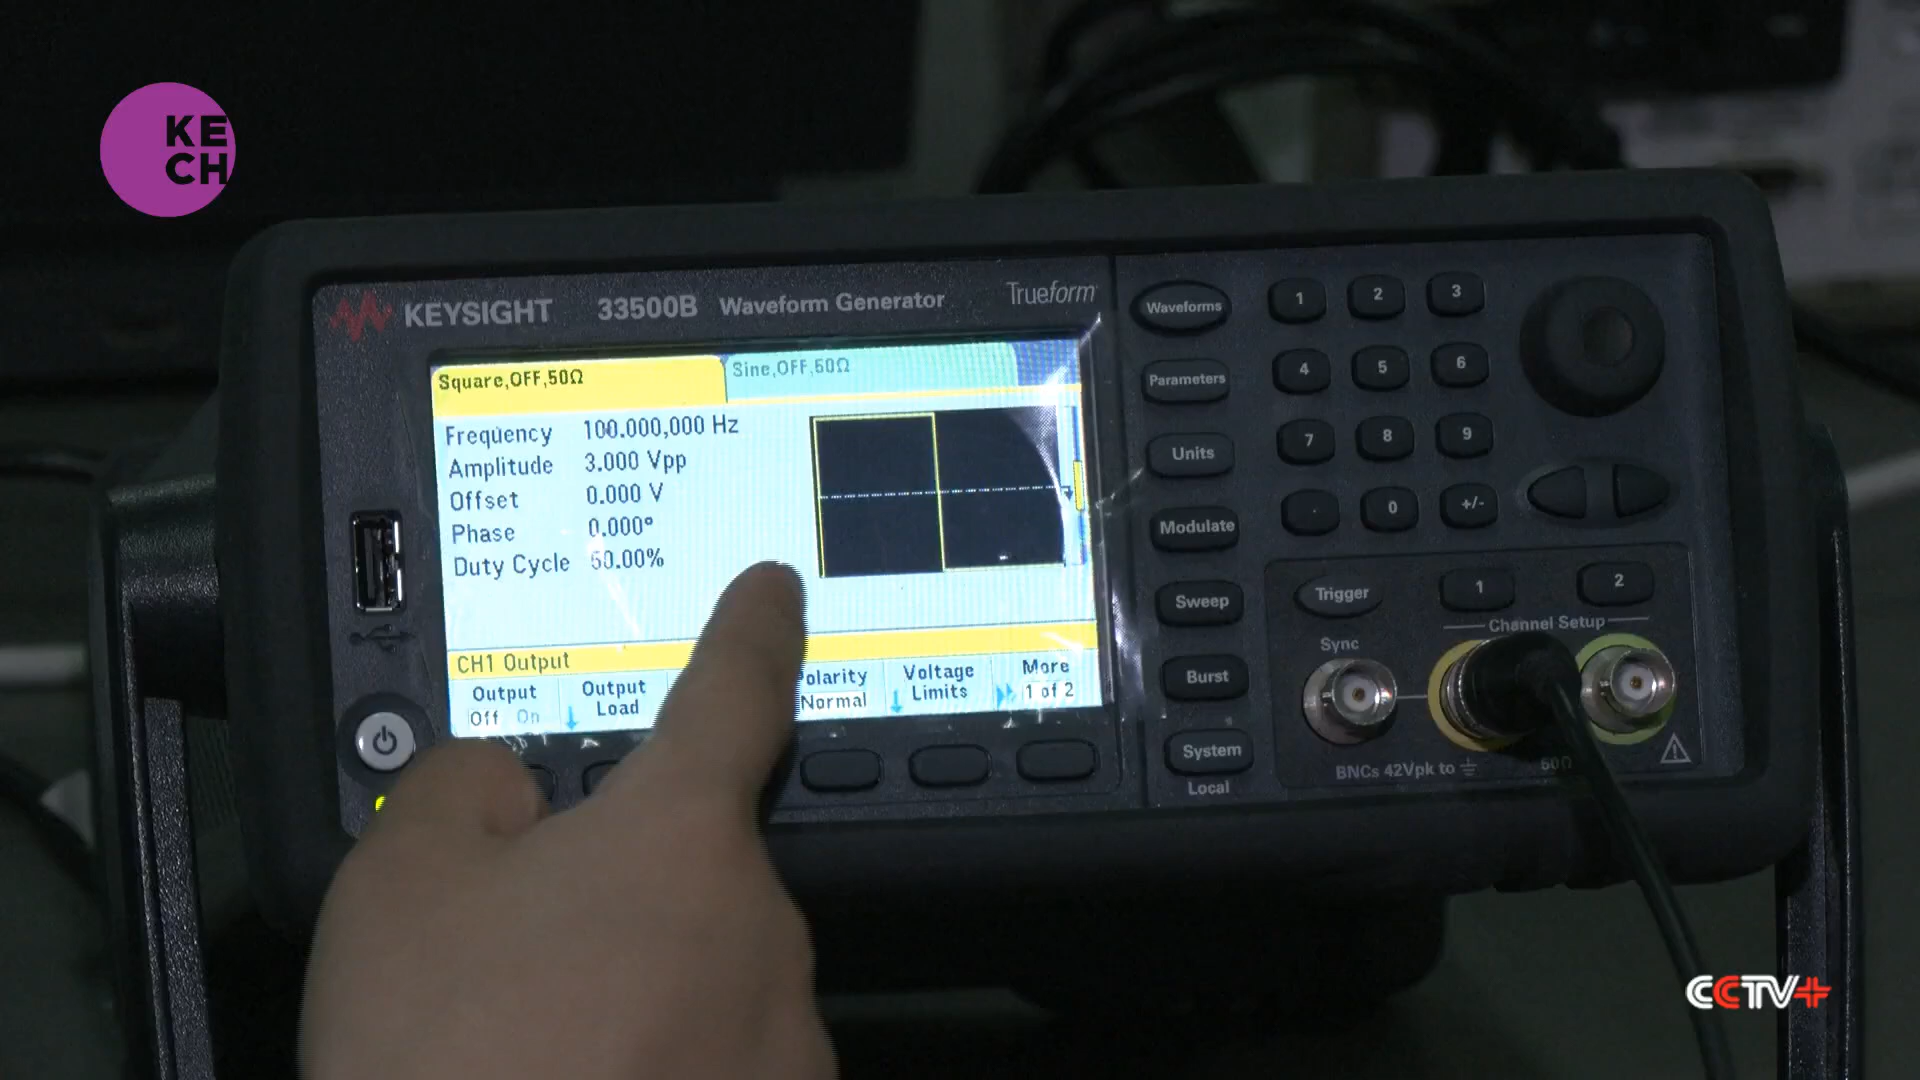 KE
CH
KEYSIGHT 33500B Waveform Generator Trueform
Square,OFF,50Ω
Sine,OFF,50Ω
Frequency 100.000,000 Hz
Amplitude 3.000 Vpp
Offset 0.000 V
Phase 0.000°
Duty Cycle 50.00%
CH1 Output
Output
Off On
Output
Load
olarity
Normal
Voltage
Limits
More
1 of 2
Waveforms
Parameters
Units
Modulate
Sweep
Burst
System
Local
1 2 3
4 5 6
7 8 9
. 0 +/-
Trigger
1
2
Channel Setup
Sync
BNCs 42Vpk to
50Ω
CCTV+